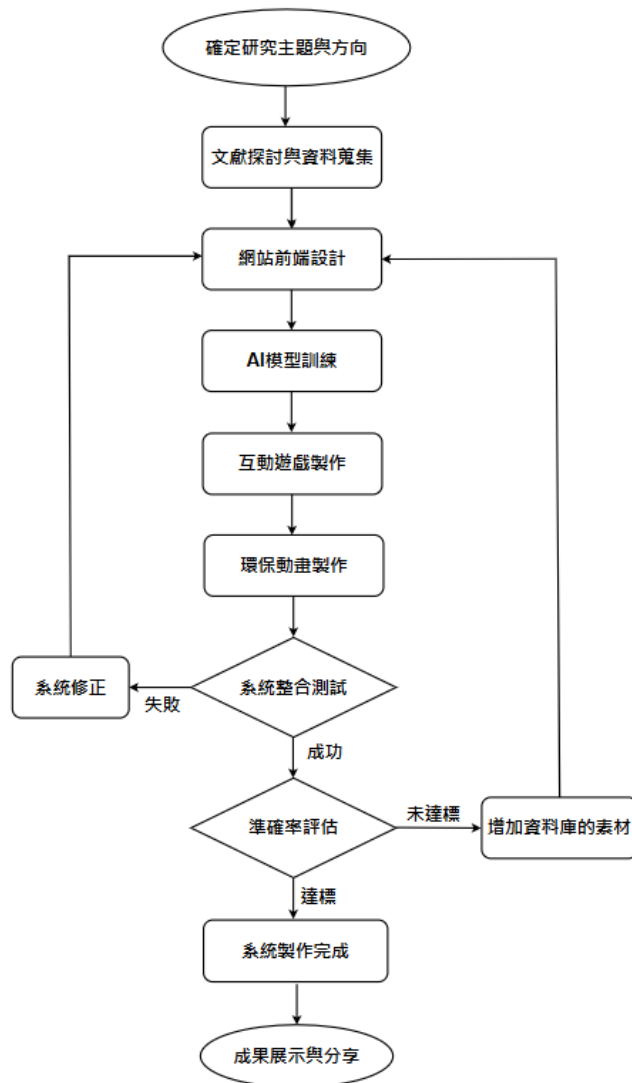 確定研究主題與方向
文獻探討與資料蒐集
網站前端設計
AI模型訓練
互動遊戲製作
環保動畫製作
系統整合測試
失敗
系統修正
成功
準確率評估
未達標
增加資料庫的素材
達標
系統製作完成
成果展示與分享